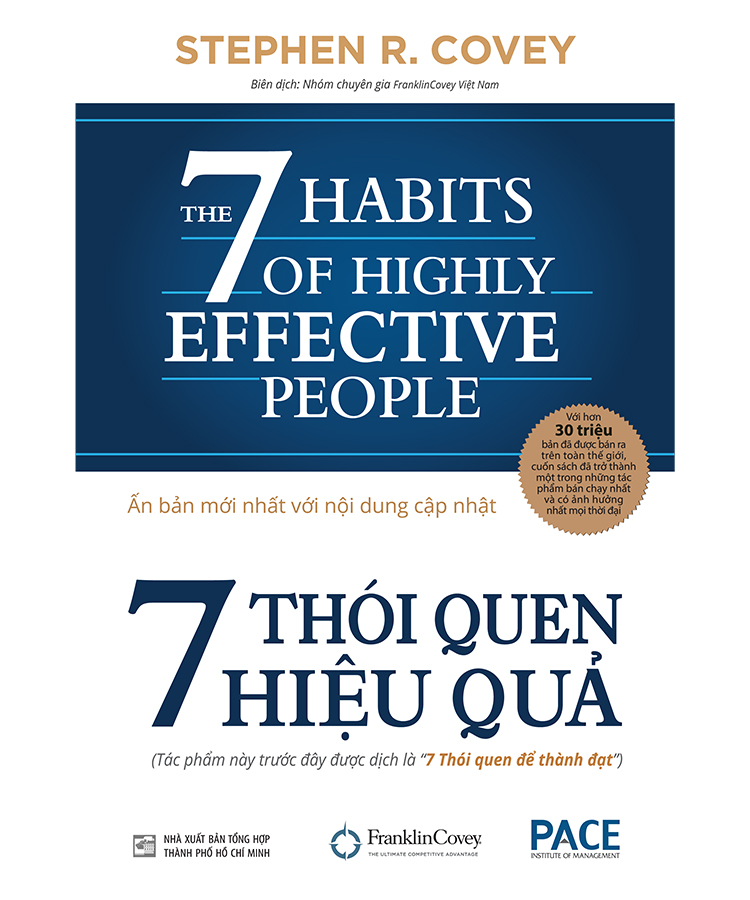 STEPHEN R. COVEY
Biên dịch: Nhóm chuyên gia FranklinCovey Việt Nam
THE 7 HABITS
OF HIGHLY
EFFECTIVE
PEOPLE
Với hơn
30 triệu
bản đã được bán ra
trên toàn thế giới,
cuốn sách đã trở thành
một trong những tác
phẩm bán chạy nhất
và có ảnh hưởng
nhất mọi thời đại
Ấn bản mới nhất với nội dung cập nhật
7 THÓI QUEN
HIỆU QUẢ
(Tác phẩm này trước đây được dịch là “7 Thói quen để thành đạt”)
NHÀ XUẤT BẢN TỔNG HỢP
THÀNH PHỐ HỒ CHÍ MINH
FranklinCovey
THE ULTIMATE COMPETITIVE ADVANTAGE
PACE
INSTITUTE OF MANAGEMENT